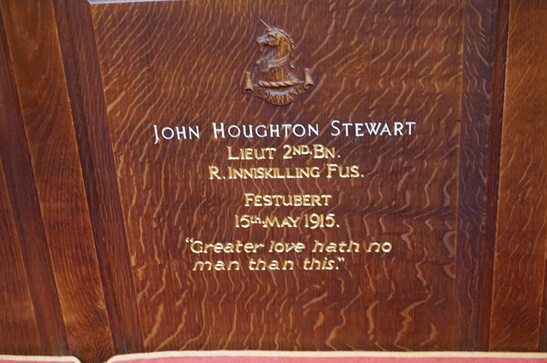 JOHN HOUGHTON STEWART
LIEUT 2ND. BN.
R. INNISKILLING FUS.
FESTUBERT
15TH. MAY 1915.
"Greater love hath no
man than this."